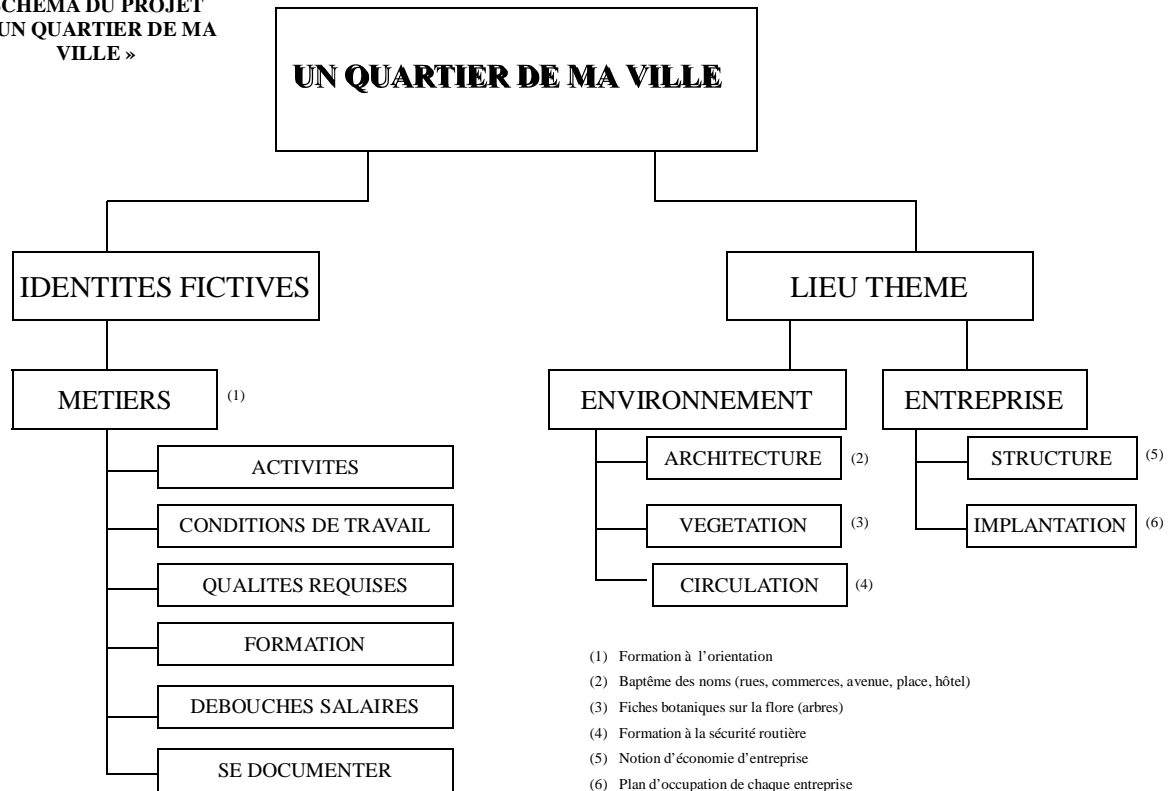 SCHEMA DU PROJET
UN QUARTIER DE MA
VILLE »
UN QUARTIER DE MA VILLE
IDENTITES FICTIVES
LIEU THEME
METIERS (1)
ENVIRONNEMENT
ENTREPRISE
ACTIVITES
CONDITIONS DE TRAVAIL
QUALITES REQUISES
FORMATION
DEBOUCHES SALAIRES
SE DOCUMENTER
ARCHITECTURE (2)
VEGETATION (3)
CIRCULATION (4)
STRUCTURE (5)
IMPLANTATION (6)
(1) Formation à l'orientation
(2) Baptême des noms (rues, commerces, avenue, place, hôtel)
(3) Fiches botaniques sur la flore (arbres)
(4) Formation à la sécurité routière
(5) Notion d'économie d'entreprise
(6) Plan d'occupation de chaque entreprise